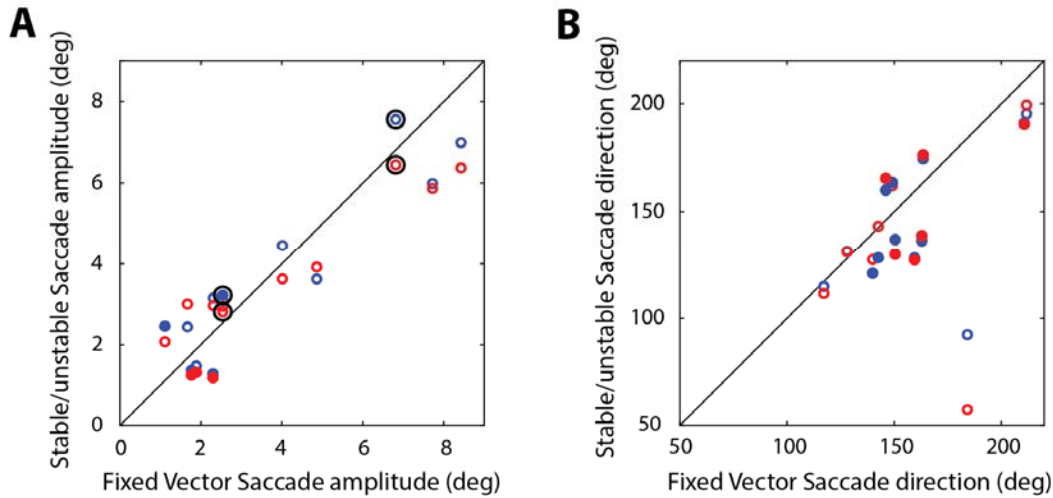 A
Stable/unstable Saccade amplitude (deg)
8
6
4
2
0
0 2 4 6 8
Fixed Vector Saccade amplitude (deg)
B
Stable/unstable Saccade direction (deg)
200
150
100
50
50 100 150 200
Fixed Vector Saccade direction (deg)